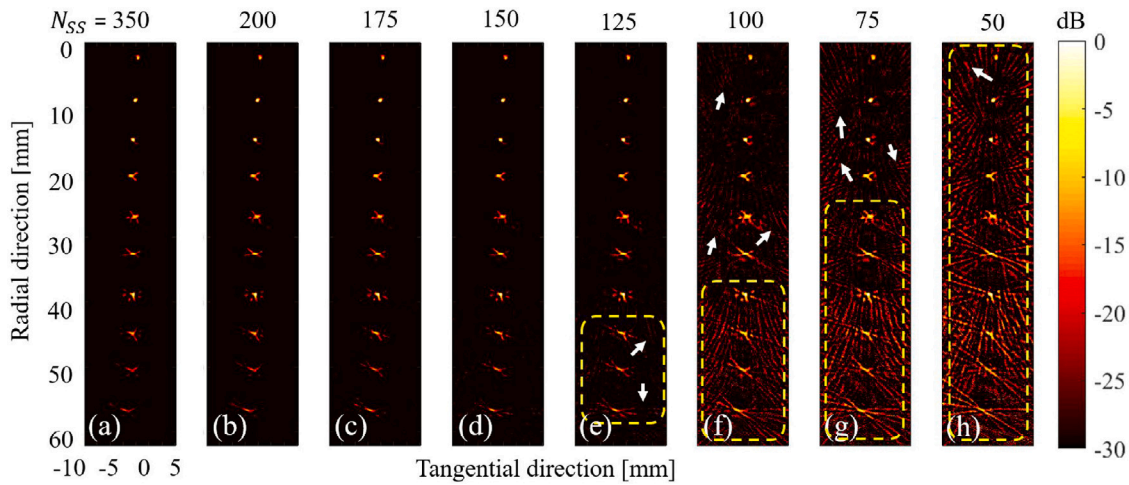 N_SS = 350 200 175 150 125 100 75 50 dB
0 10 20 30 40 50 60
Radial direction [mm]
0 -5 -10 -15 -20 -25 -30
(a) (b) (c) (d) (e) (f) (g) (h)
-10 -5 0 5
Tangential direction [mm]